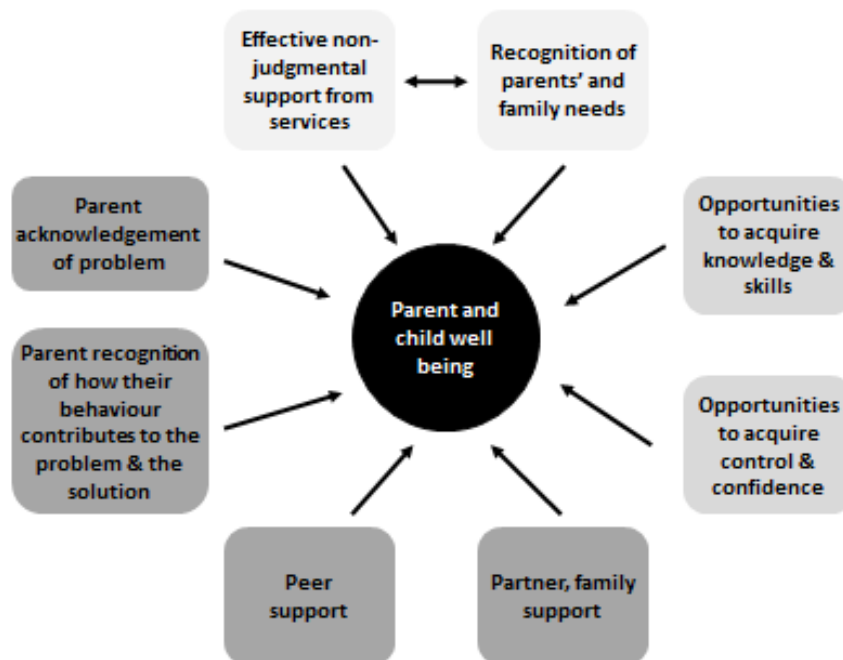 Effective non-
judgmental
support from
services
Recognition of
parents' and
family needs
Parent
acknowledgement
of problem
Opportunities
to acquire
knowledge &
skills
Parent and
child well
being
Parent recognition
of how their
behaviour
contributes to the
problem & the
solution
Opportunities
to acquire
control &
confidence
Peer
support
Partner, family
support